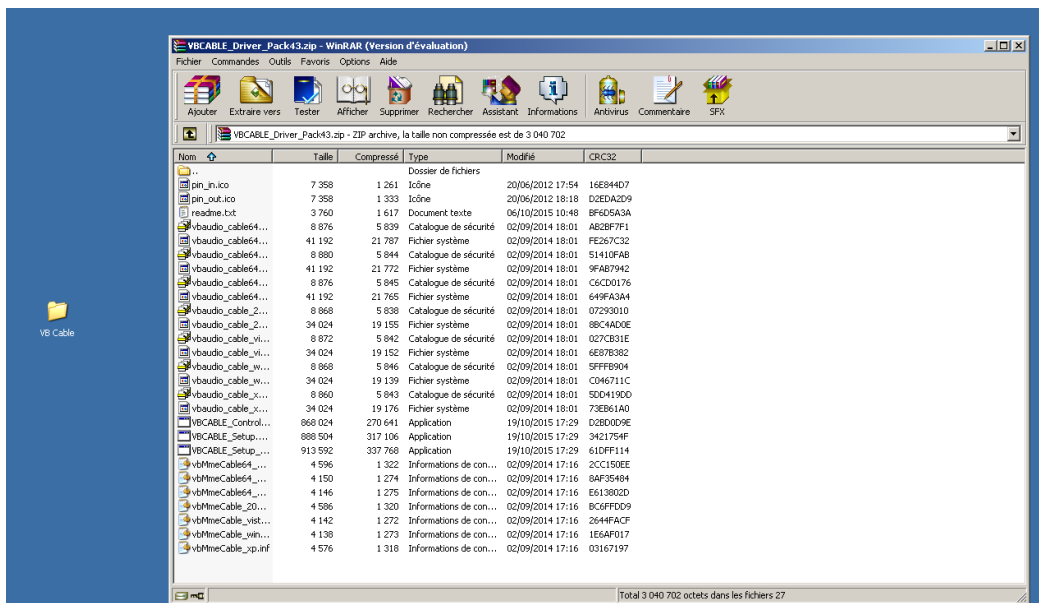 VBCABLE_Driver_Pack43.zip - WinRAR (Version d'évaluation)
Fichier Commandes Outils Favoris Options Aide
Ajouter Extraire vers Tester Afficher Supprimer Rechercher Assistant Informations Antivirus Commentaire SFX
VBCABLE_Driver_Pack43.zip - ZIP archive, la taille non compressée est de 3 040 702
Nom Taille Compressé Type Modifié CRC32
.. Dossier de fichiers
pin_in.ico 7 358 1 261 Icône 20/06/2012 17:54 16E844D7
pin_out.ico 7 358 1 333 Icône 20/06/2012 18:18 D2EDA2D9
readme.txt 3 760 1 617 Document texte 06/10/2015 10:48 BF6D5A3A
vbaudio_cable64... 8 876 5 839 Catalogue de sécurité 02/09/2014 18:01 AB2BF7F1
vbaudio_cable64... 41 192 21 787 Fichier système 02/09/2014 18:01 FE267C32
vbaudio_cable64... 8 880 5 844 Catalogue de sécurité 02/09/2014 18:01 51410FAB
vbaudio_cable64... 41 192 21 772 Fichier système 02/09/2014 18:01 9FAB7942
vbaudio_cable64... 8 876 5 845 Catalogue de sécurité 02/09/2014 18:01 C6CD0176
vbaudio_cable64... 41 192 21 765 Fichier système 02/09/2014 18:01 649FA3A4
vbaudio_cable_2... 8 868 5 838 Catalogue de sécurité 02/09/2014 18:01 07293010
vbaudio_cable_2... 34 024 19 155 Fichier système 02/09/2014 18:01 8BC4AD0E
vbaudio_cable_vi... 8 872 5 842 Catalogue de sécurité 02/09/2014 18:01 027CB31E
vbaudio_cable_vi... 34 024 19 152 Fichier système 02/09/2014 18:01 6E87B382
vbaudio_cable_w... 8 868 5 846 Catalogue de sécurité 02/09/2014 18:01 5FFFB904
vbaudio_cable_w... 34 024 19 139 Fichier système 02/09/2014 18:01 C046711C
vbaudio_cable_x... 8 860 5 843 Catalogue de sécurité 02/09/2014 18:01 5DD419DD
vbaudio_cable_x... 34 024 19 176 Fichier système 02/09/2014 18:01 73EB61A0
VBCABLE_Control... 868 024 270 641 Application 19/10/2015 17:29 D2BD0D9E
VBCABLE_Setup.... 888 504 317 106 Application 19/10/2015 17:29 3421754F
VBCABLE_Setup_... 913 592 337 768 Application 19/10/2015 17:29 61DFF114
vbMmeCable64_... 4 596 1 322 Informations de con... 02/09/2014 17:16 2CC150EE
vbMmeCable64_... 4 150 1 274 Informations de con... 02/09/2014 17:16 8AF35484
vbMmeCable64_... 4 146 1 275 Informations de con... 02/09/2014 17:16 E613802D
vbMmeCable_20... 4 586 1 320 Informations de con... 02/09/2014 17:16 BC6FFDD9
vbMmeCable_vist... 4 142 1 272 Informations de con... 02/09/2014 17:16 2644FACF
vbMmeCable_win... 4 138 1 273 Informations de con... 02/09/2014 17:16 1E6AF017
vbMmeCable_xp.inf 4 576 1 318 Informations de con... 02/09/2014 17:16 03167197
Total 3 040 702 octets dans les fichiers 27
VB Cable